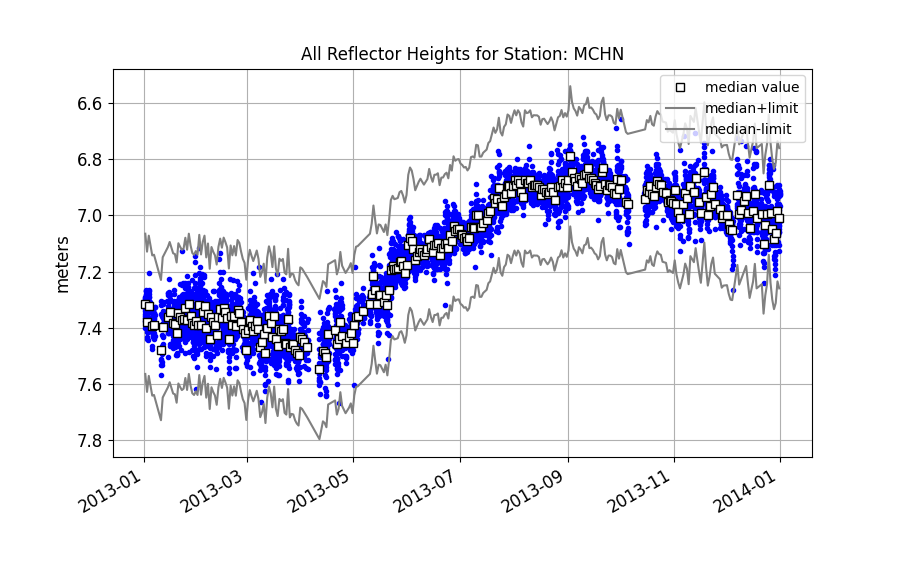 All Reflector Heights for Station: MCHN
median value
median+limit
median-limit
6.6
6.8
7.0
7.2
7.4
7.6
7.8
meters
2013-01
2013-03
2013-05
2013-07
2013-09
2013-11
2014-01